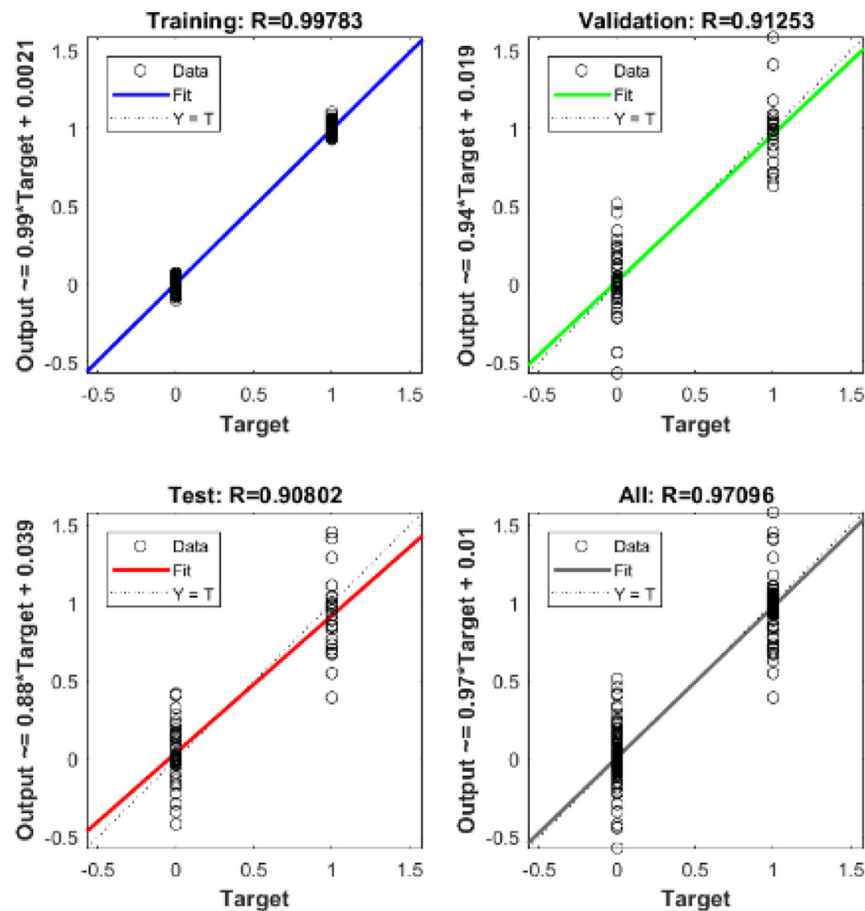 Training: R=0.99783
Output ~= 0.99*Target + 0.0021
1.5
1
0.5
0
-0.5
Data
Fit
Y = T
-0.5 0 0.5 1 1.5
Target
Validation: R=0.91253
Output ~= 0.94*Target + 0.019
1.5
1
0.5
0
-0.5
Data
Fit
Y = T
-0.5 0 0.5 1 1.5
Target
Test: R=0.90802
Output ~= 0.88*Target + 0.039
1.5
1
0.5
0
-0.5
Data
Fit
Y = T
-0.5 0 0.5 1 1.5
Target
All: R=0.97096
Output ~= 0.97*Target + 0.01
1.5
1
0.5
0
-0.5
Data
Fit
Y = T
-0.5 0 0.5 1 1.5
Target